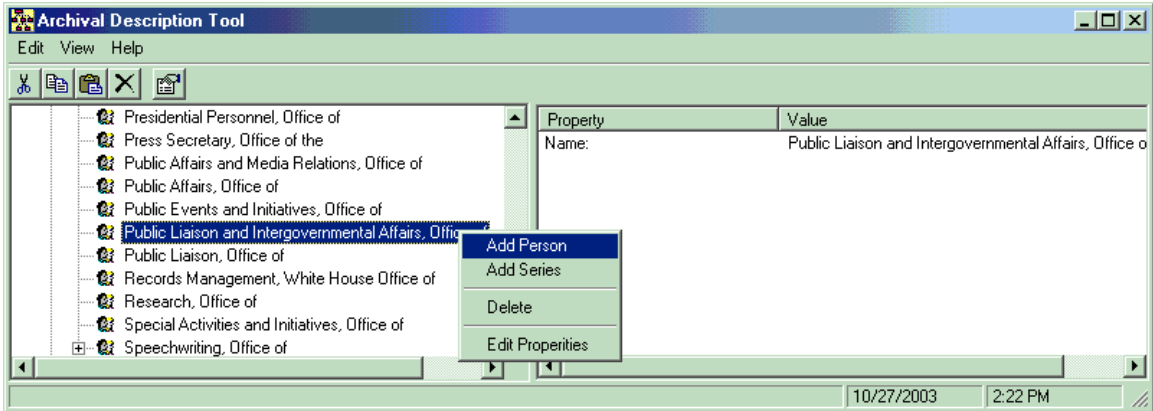 Archival Description Tool
Edit View Help
Presidential Personnel, Office of
Press Secretary, Office of the
Public Affairs and Media Relations, Office of
Public Affairs, Office of
Public Events and Initiatives, Office of
Public Liaison and Intergovernmental Affairs, Offic
Public Liaison, Office of
Records Management, White House Office of
Research, Office of
Special Activities and Initiatives, Office of
Speechwriting, Office of
Add Person
Add Series
Delete
Edit Properities
Property Value
Name: Public Liaison and Intergovernmental Affairs, Office o
10/27/2003 2:22 PM